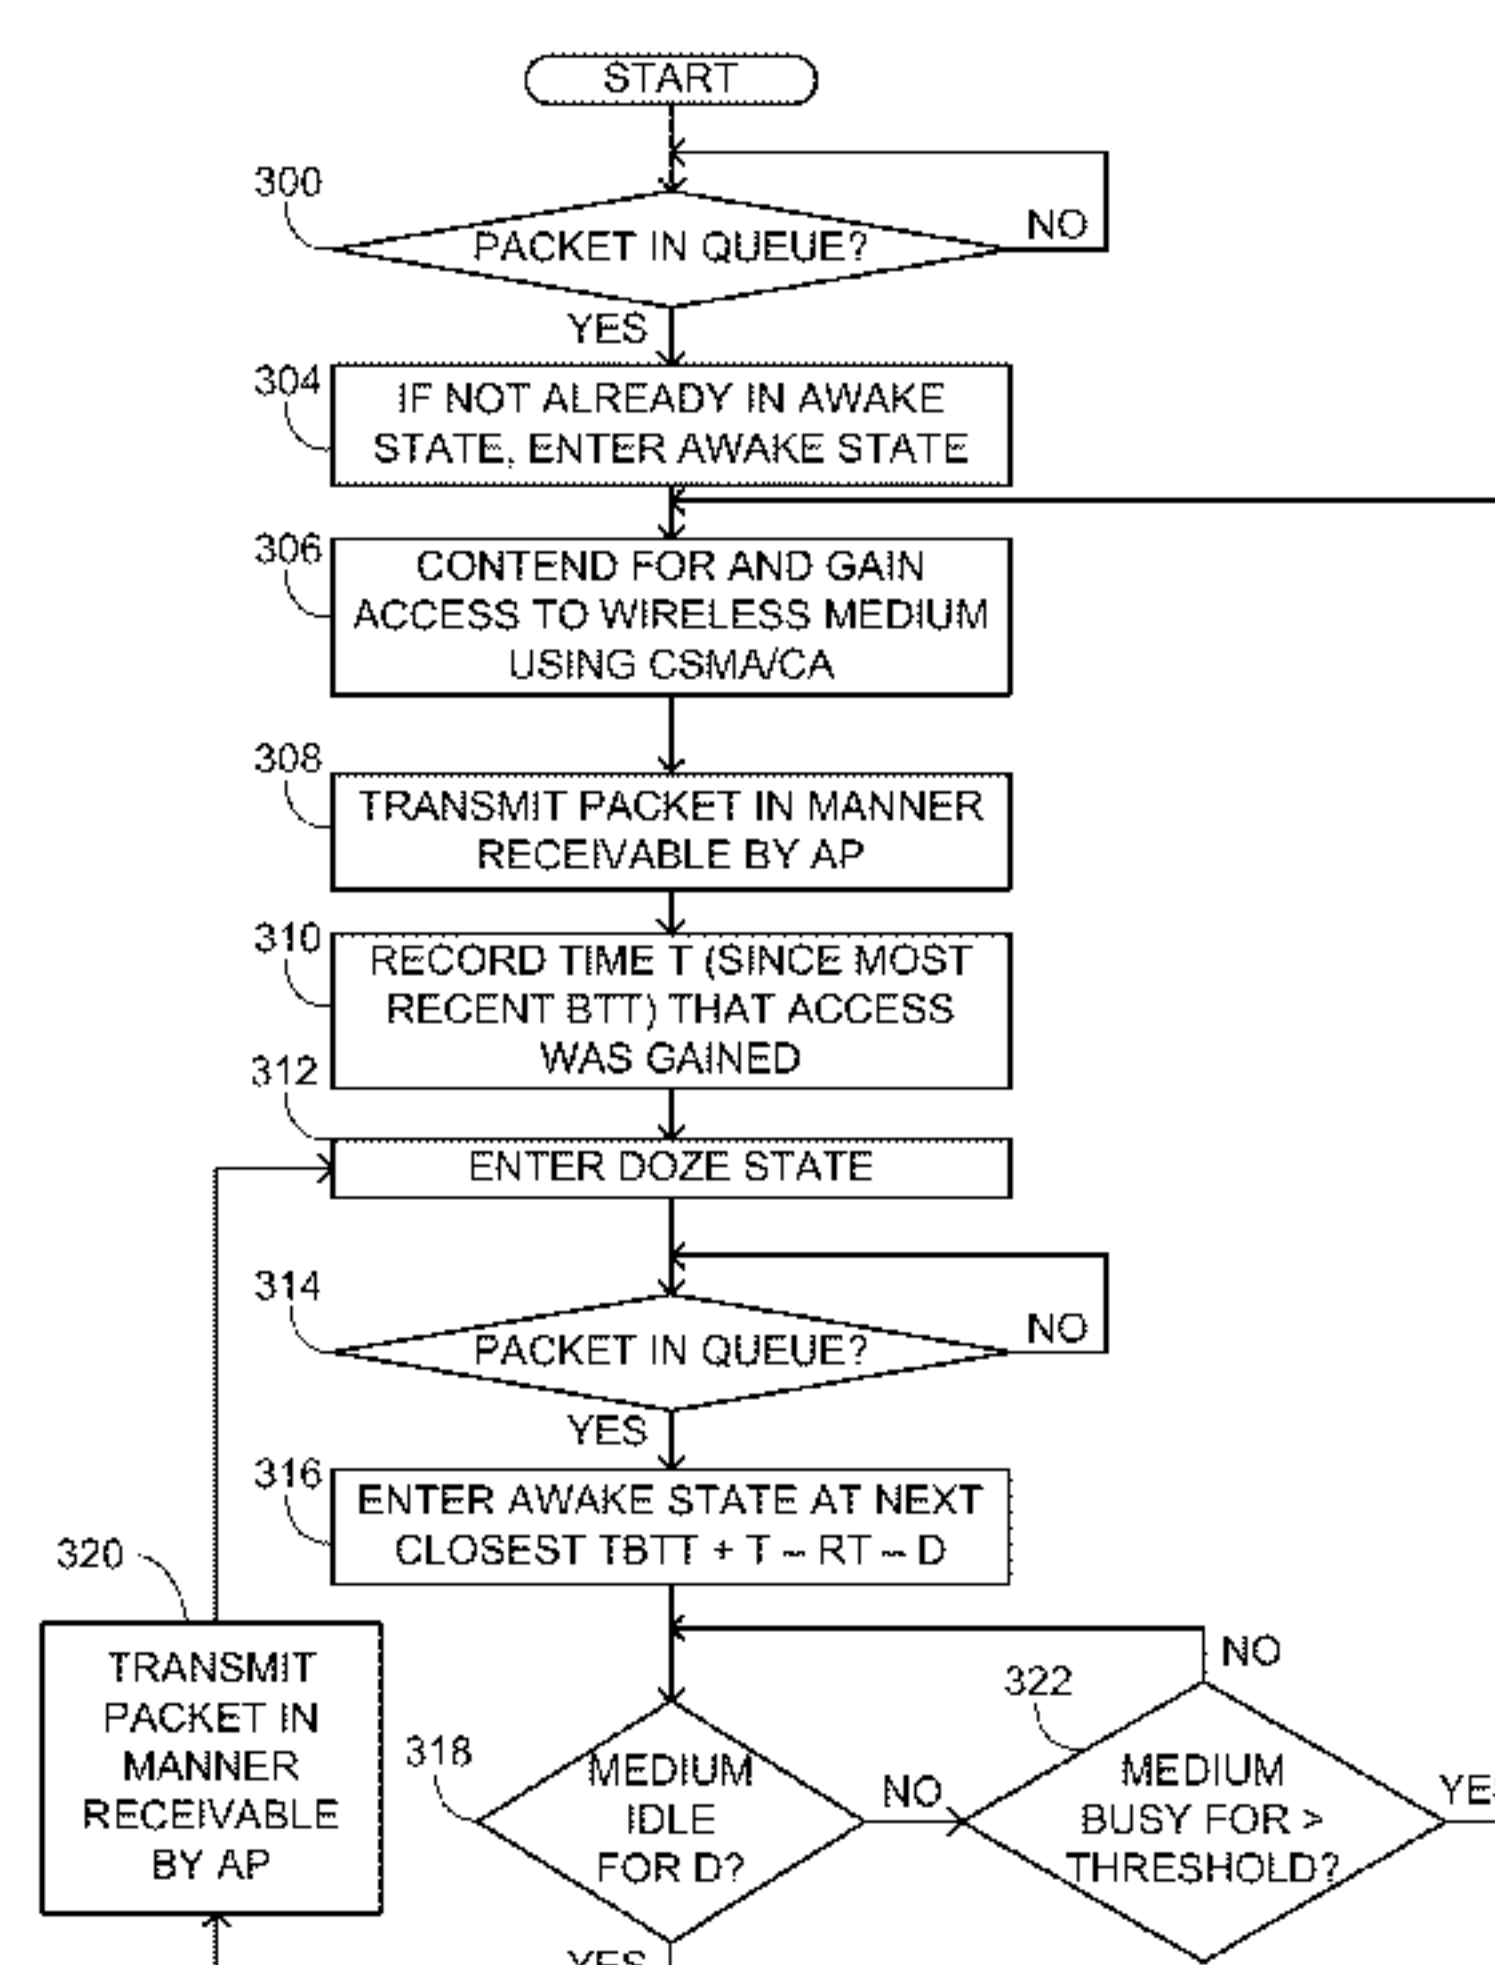 START
300
PACKET IN QUEUE?
NO
YES
304
IF NOT ALREADY IN AWAKE
STATE, ENTER AWAKE STATE
306
CONTEND FOR AND GAIN
ACCESS TO WIRELESS MEDIUM
USING CSMA/CA
308
TRANSMIT PACKET IN MANNER
RECEIVABLE BY AP
310
RECORD TIME T (SINCE MOST
RECENT BTT) THAT ACCESS
WAS GAINED
312
ENTER DOZE STATE
314
PACKET IN QUEUE?
NO
YES
316
ENTER AWAKE STATE AT NEXT
CLOSEST TBTT + T – RT – D
320
TRANSMIT
PACKET IN
MANNER
RECEIVABLE
BY AP
318
MEDIUM
IDLE
FOR D?
NO
YES
322
NO
MEDIUM
BUSY FOR >
THRESHOLD?